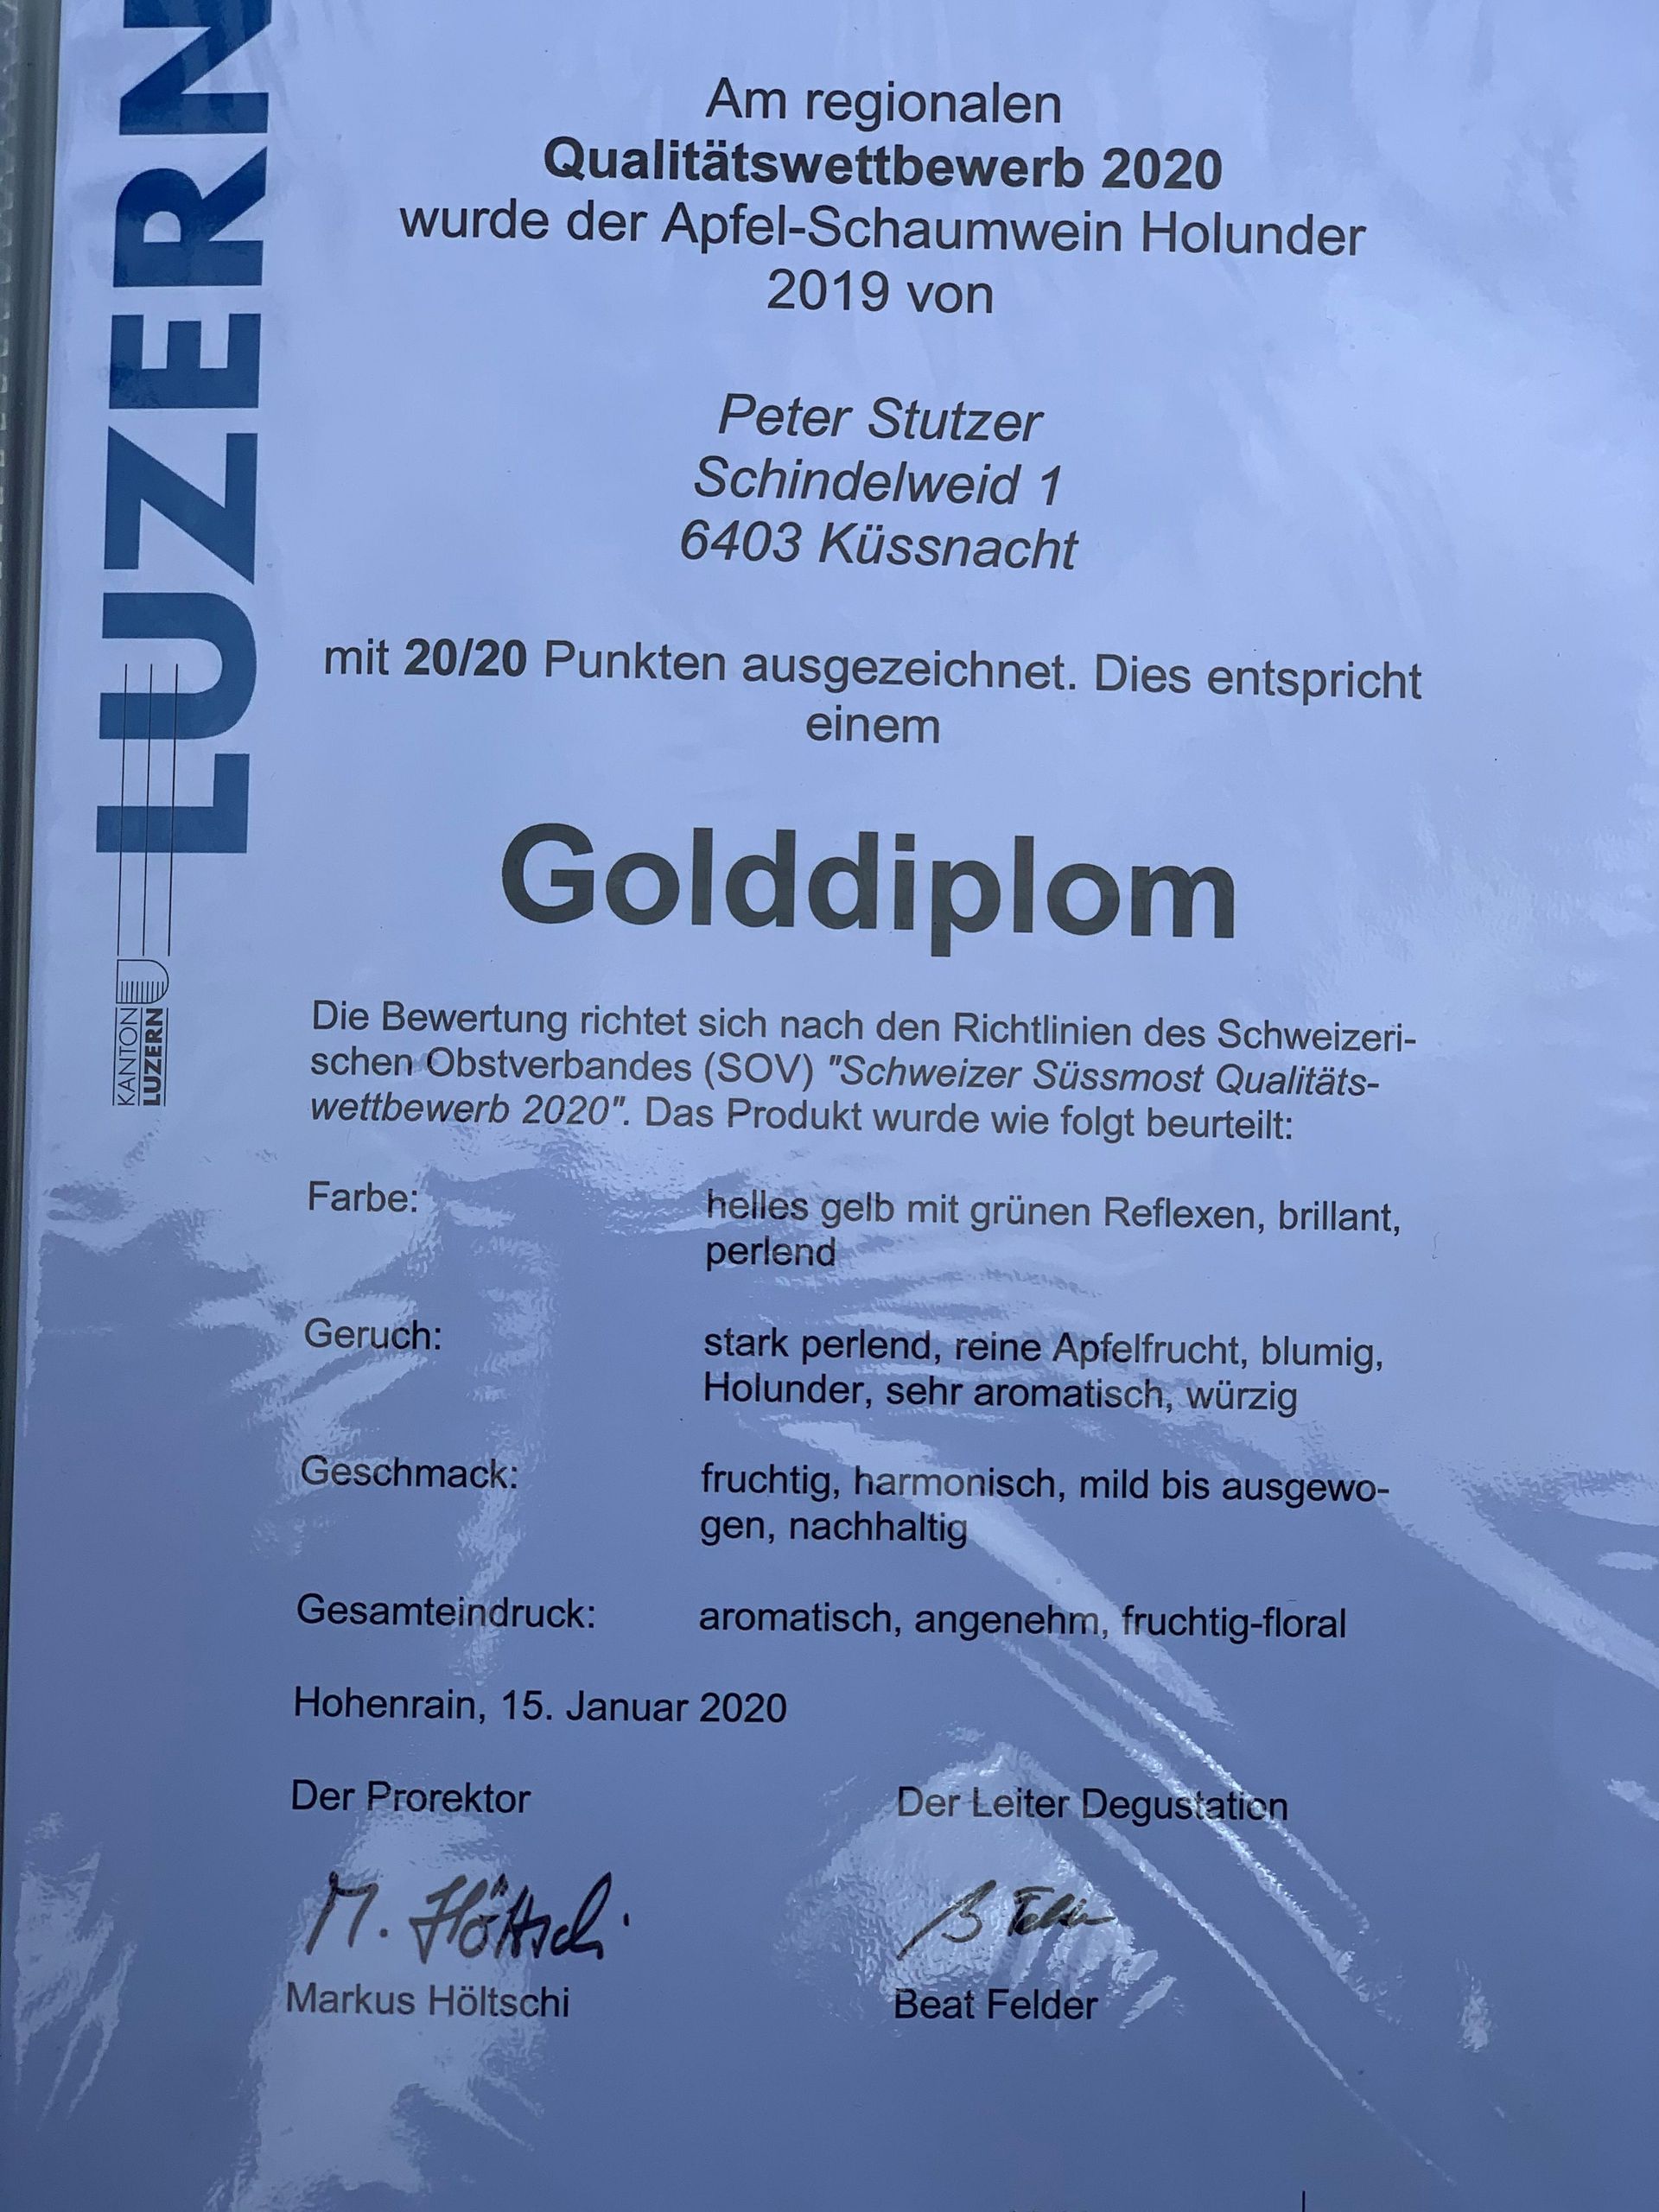 LUZERN
KANTON
LUZERN
Am regionalen
Qualitätswettbewerb 2020
wurde der Apfel-Schaumwein Holunder
2019 von
Peter Stutzer
Schindelweid 1
6403 Küssnacht
mit 20/20 Punkten ausgezeichnet. Dies entspricht
einem
Golddiplom
Die Bewertung richtet sich nach den Richtlinien des Schweizeri-
schen Obstverbandes (SOV) "Schweizer Süssmost Qualitäts-
wettbewerb 2020". Das Produkt wurde wie folgt beurteilt:
Farbe: helles gelb mit grünen Reflexen, brillant,
perlend
Geruch: stark perlend, reine Apfelfrucht, blumig,
Holunder, sehr aromatisch, würzig
Geschmack: fruchtig, harmonisch, mild bis ausgewo-
gen, nachhaltig
Gesamteindruck: aromatisch, angenehm, fruchtig-floral
Hohenrain, 15. Januar 2020
Der Prorektor Der Leiter Degustation
M. Höltschi B Felder
Markus Höltschi Beat Felder